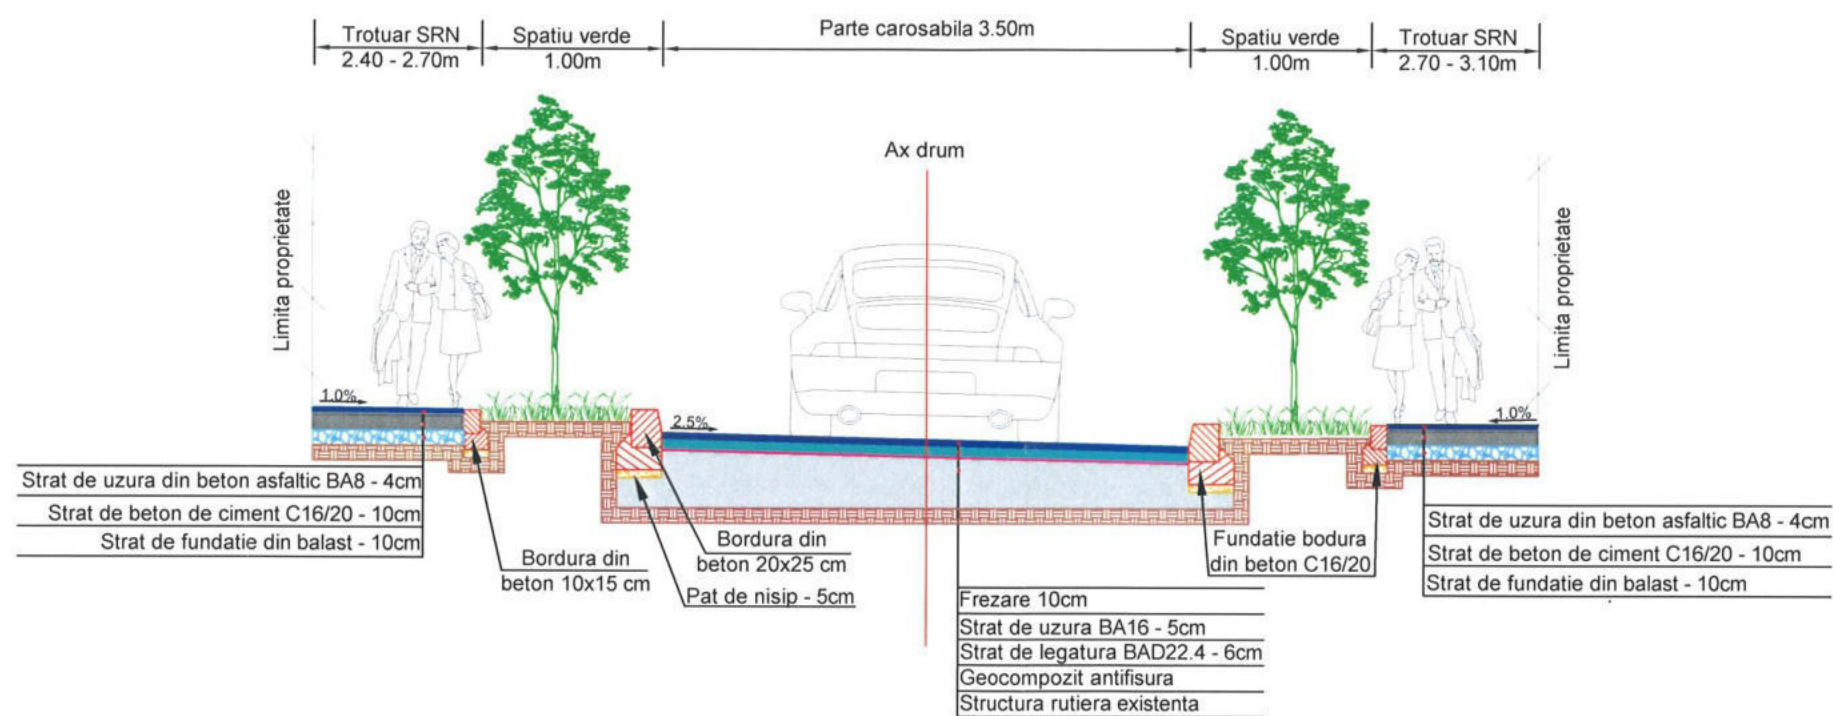 Trotuar SRN
2.40 - 2.70m
Spatiu verde
1.00m
Parte carosabila 3.50m
Spatiu verde
1.00m
Trotuar SRN
2.70 - 3.10m
Ax drum
Limita proprietate
Limita proprietate
1.0%
2.5%
1.0%
Strat de uzura din beton asfaltic BA8 - 4cm
Strat de beton de ciment C16/20 - 10cm
Strat de fundatie din balast - 10cm
Bordura din
beton 10x15 cm
Bordura din
beton 20x25 cm
Pat de nisip - 5cm
Frezare 10cm
Strat de uzura BA16 - 5cm
Strat de legatura BAD22.4 - 6cm
Geocompozit antifisura
Structura rutiera existenta
Fundatie bodura
din beton C16/20
Strat de uzura din beton asfaltic BA8 - 4cm
Strat de beton de ciment C16/20 - 10cm
Strat de fundatie din balast - 10cm